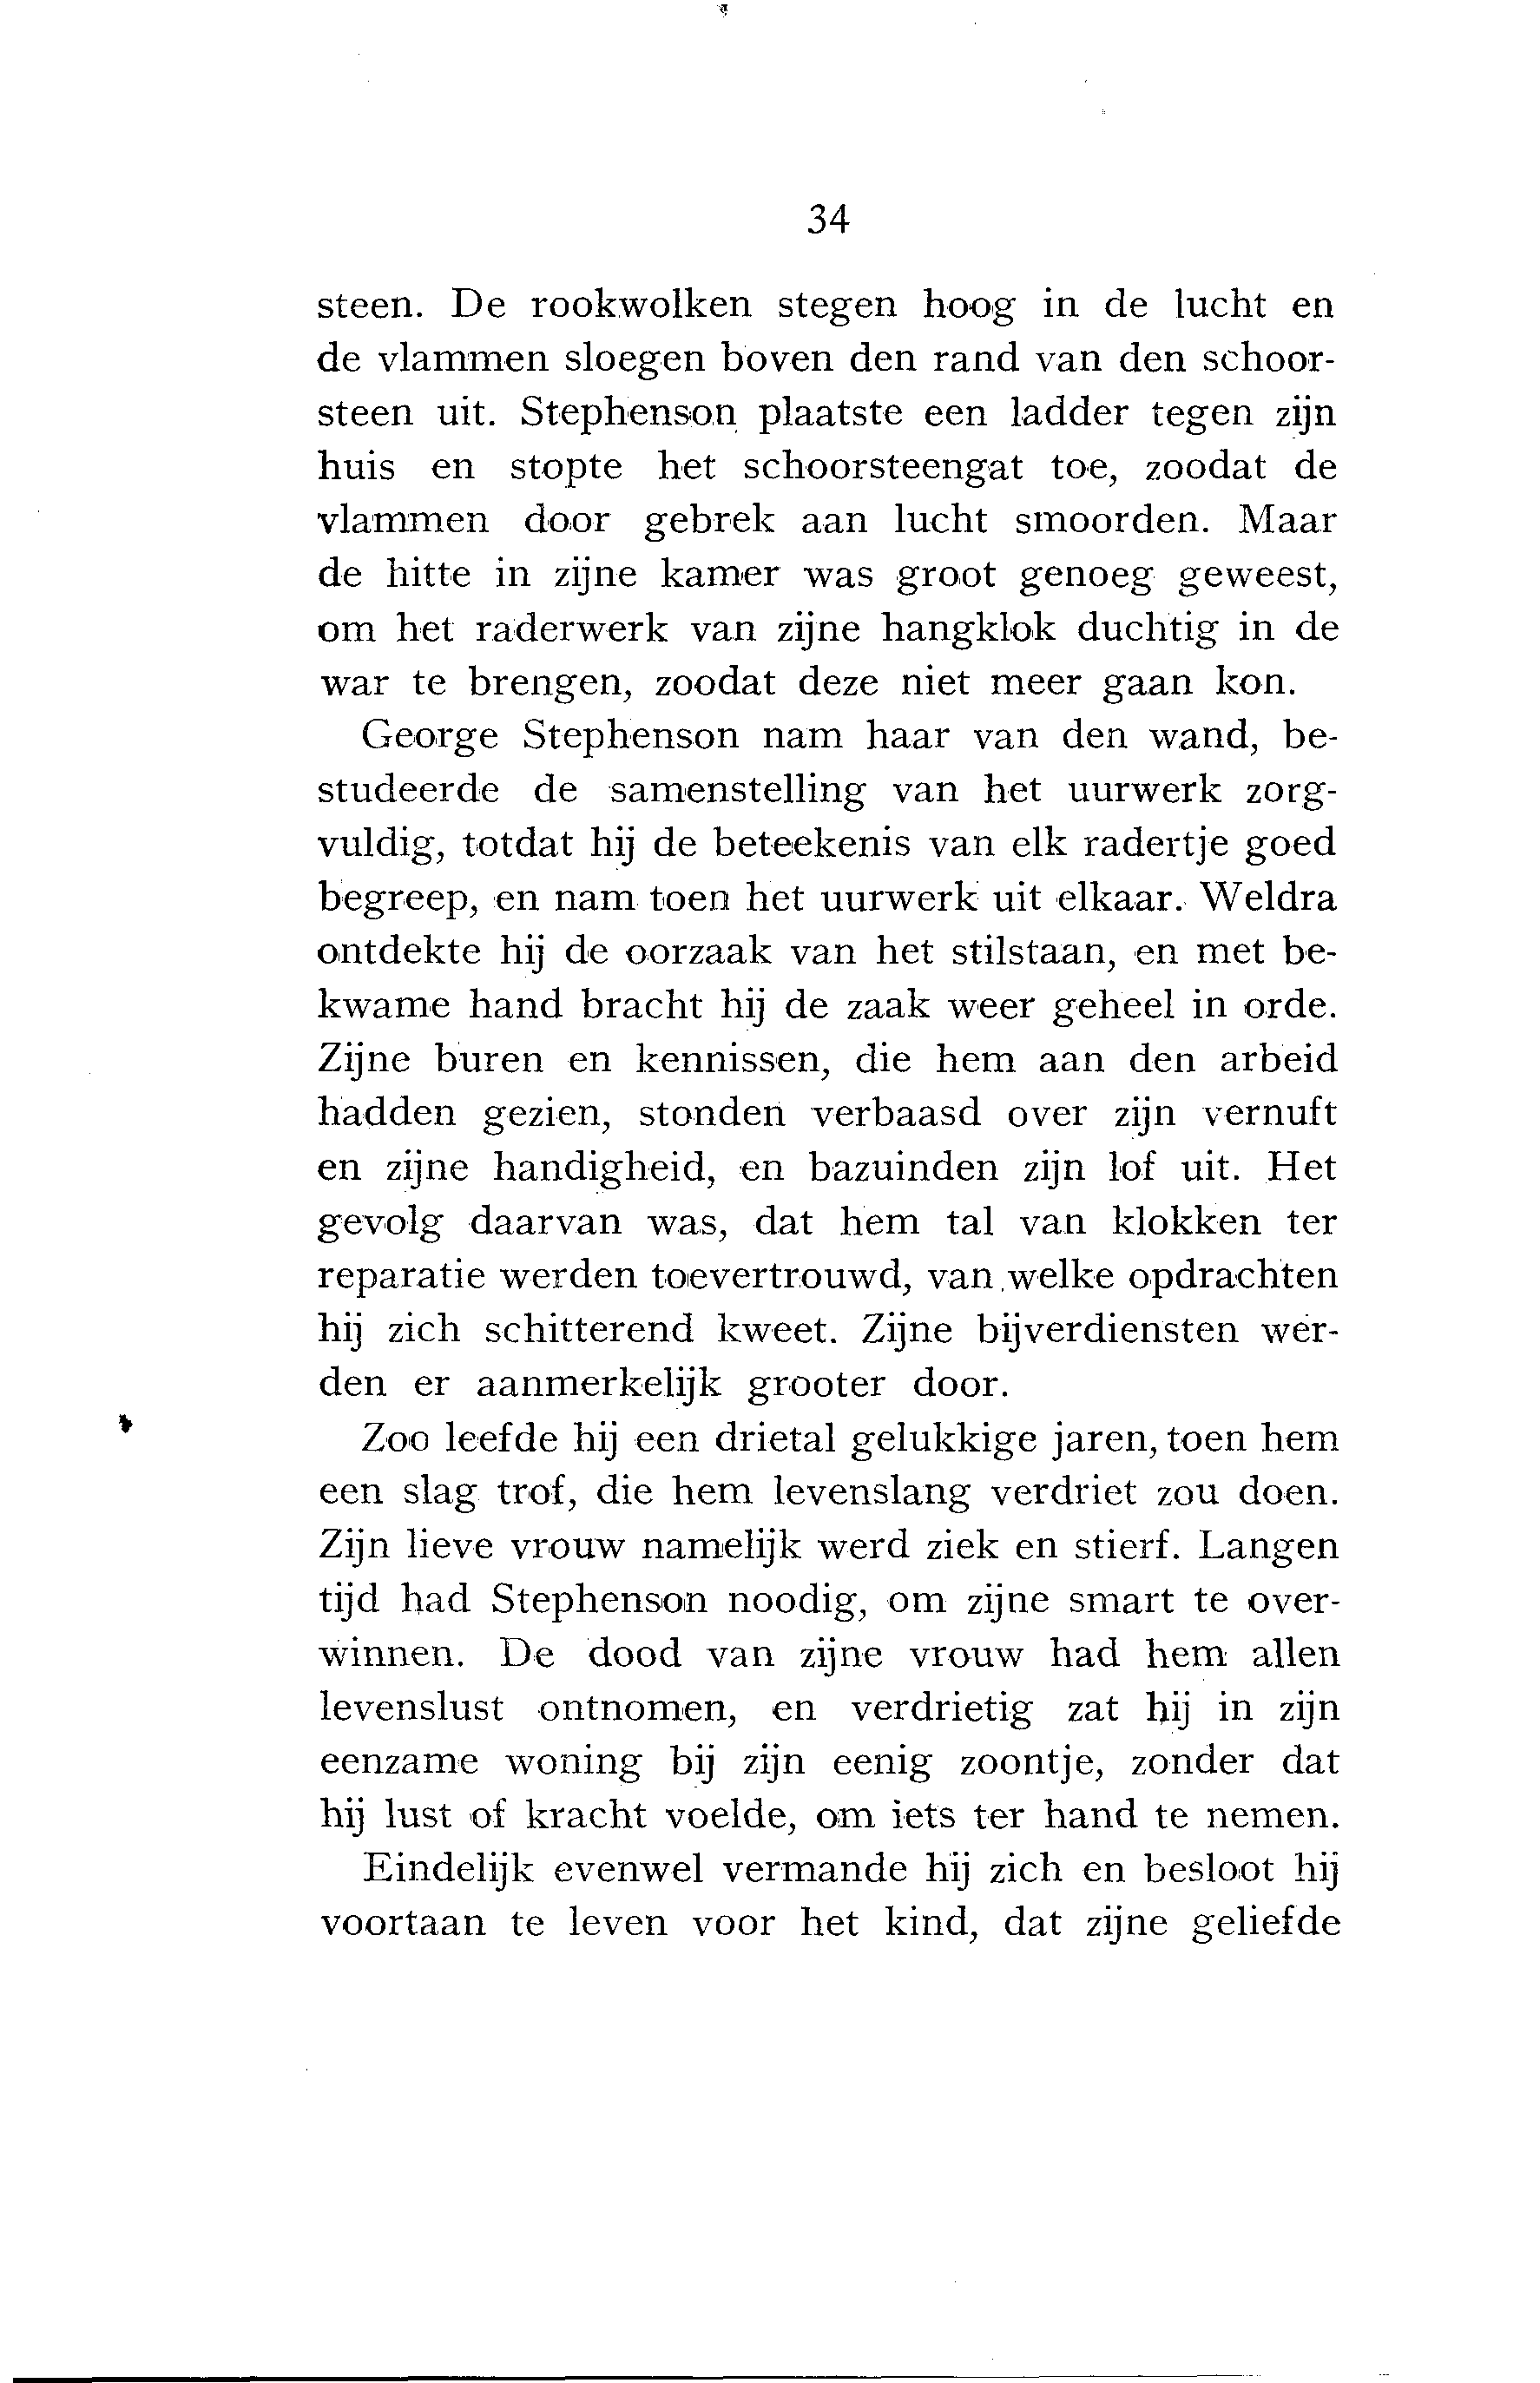 34
steen. De rookwolken stegen hoog in de lucht en
de vlammen sloegen boven den rand van den schoor-
steen uit. Stephenson plaatste een ladder tegen zijn
huis en stopte het schoorsteengat toe, zoodat de
vlammen door gebrek aan lucht smoorden. Maar
de hitte in zijne kamer was groot genoeg geweest,
om het raderwerk van zijne hangklok duchtig in de
war te brengen, zoodat deze niet meer gaan kon.
George Stephenson nam haar van den wand, be-
studeerde de samenstelling van het uurwerk zorg-
vuldig, totdat hij de beteekenis van elk radertje goed
begreep, en nam toen het uurwerk uit elkaar. Weldra
ontdekte hij de oorzaak van het stilstaan, en met be-
kwame hand bracht hij de zaak weer geheel in orde.
Zijne buren en kennissen, die hem aan den arbeid
hadden gezien, stonden verbaasd over zijn vernuft
en zijne handigheid, en bazuinden zijn lof uit. Het
gevolg daarvan was, dat hem tal van klokken ter
reparatie werden toevertrouwd, van welke opdrachten
hij zich schitterend kweet. Zijne bijverdiensten wer-
den er aanmerkelijk grooter door.
Zoo leefde hij een drietal gelukkige jaren, toen hem
een slag trof, die hem levenslang verdriet zou doen.
Zijn lieve vrouw namelijk werd ziek en stierf. Langen
tijd had Stephenson noodig, om zijne smart te over-
winnen. De dood van zijne vrouw had hem allen
levenslust ontnomen, en verdrietig zat hij in zijn
eenzame woning bij zijn eenig zoontje, zonder dat
hij lust of kracht voelde, om iets ter hand te nemen.
Eindelijk evenwel vermande hij zich en besloot hij
voortaan te leven voor het kind, dat zijne geliefde